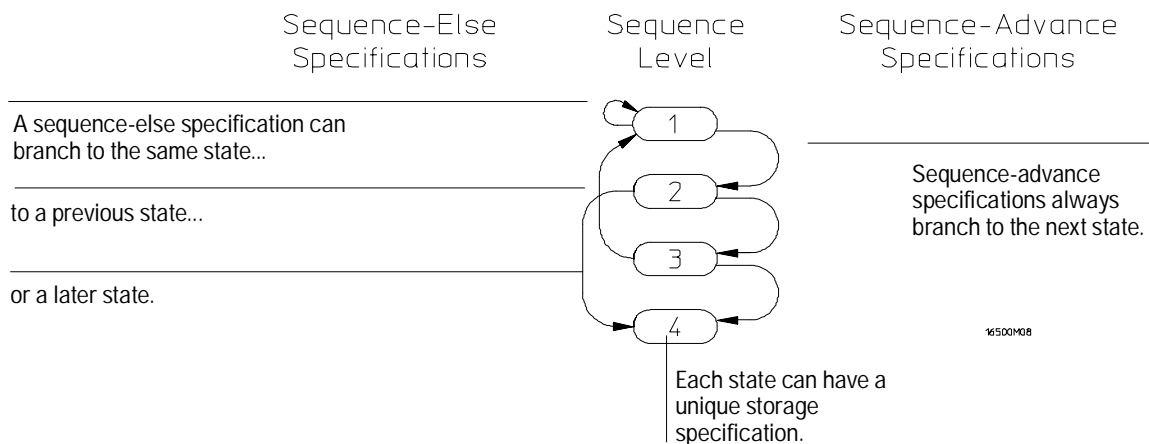 Sequence-Else
Specifications
Sequence
Level
Sequence-Advance
Specifications
A sequence-else specification can
branch to the same state...
to a previous state...
or a later state.
1
2
3
4
Sequence-advance
specifications always
branch to the next state.
16500M08
Each state can have a
unique storage
specification.